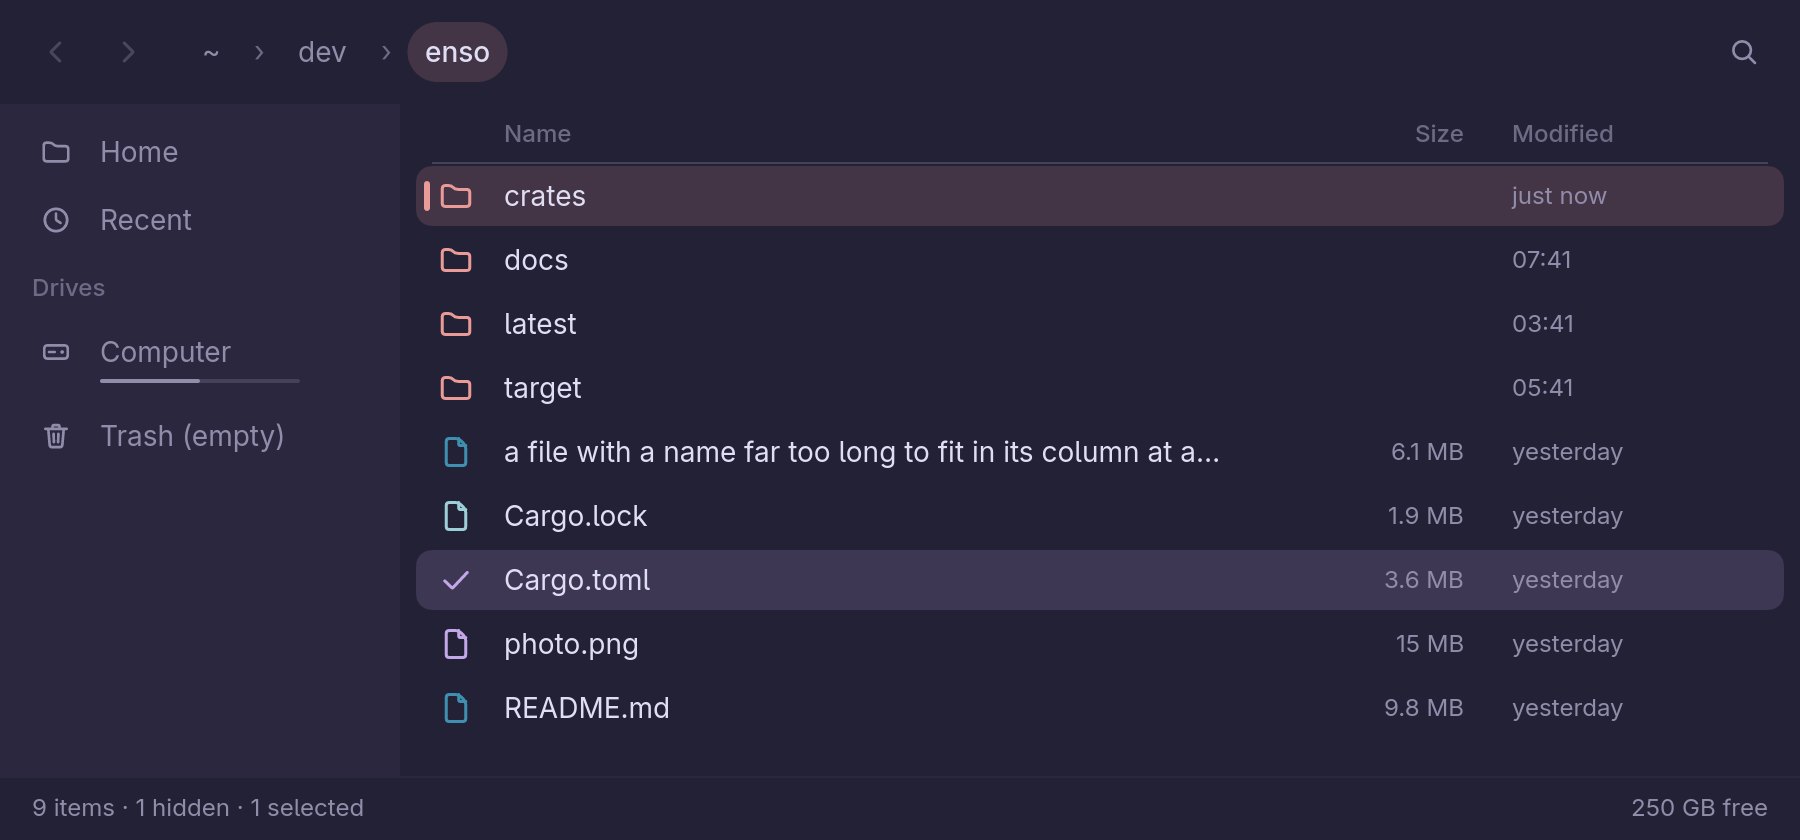 ~ › dev › enso
Home
Recent
Drives
Computer
Trash (empty)
Name Size Modified
crates just now
docs 07:41
latest 03:41
target 05:41
a file with a name far too long to fit in its column at a... 6.1 MB yesterday
Cargo.lock 1.9 MB yesterday
Cargo.toml 3.6 MB yesterday
photo.png 15 MB yesterday
README.md 9.8 MB yesterday
9 items · 1 hidden · 1 selected 250 GB free